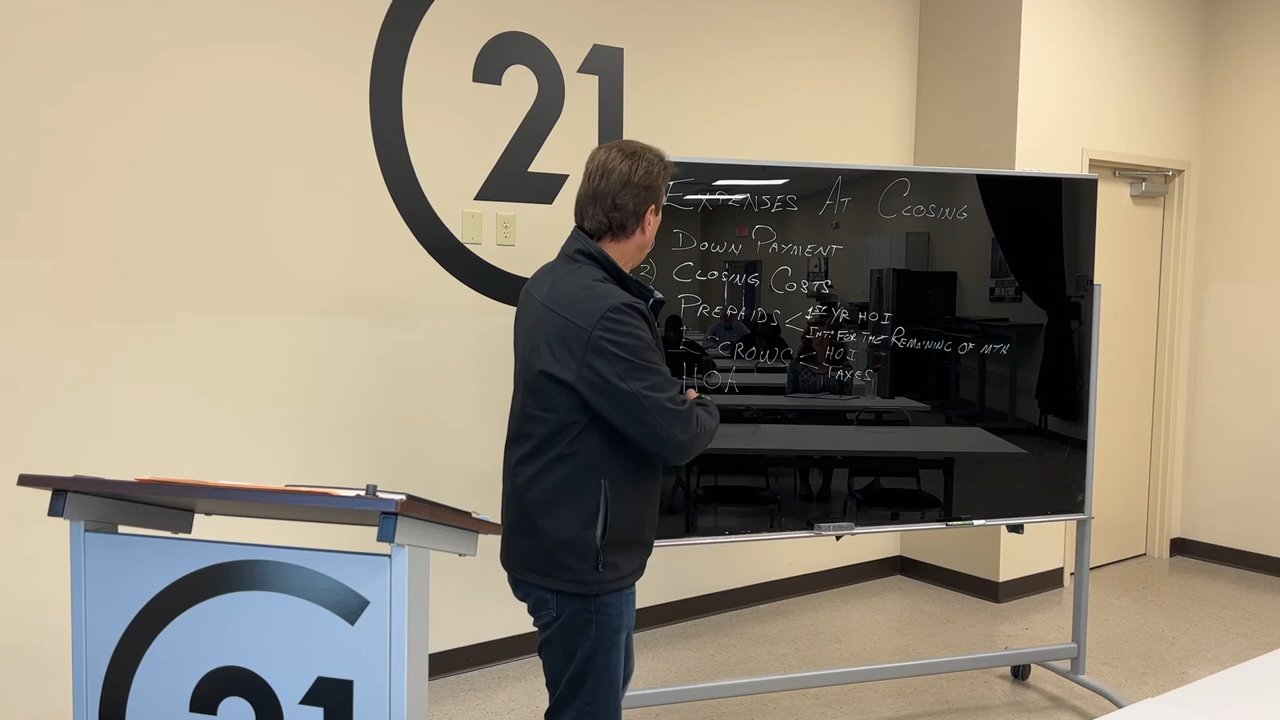 21
EXPENSES AT CLOSING
) DOWN PAYMENT
2) CLOSING COSTS
PREPAIDS < 1ST YR HOI
INT. FOR THE REMAINING OF MTH
ESCROWS < HOI
TAXES
HOA
21